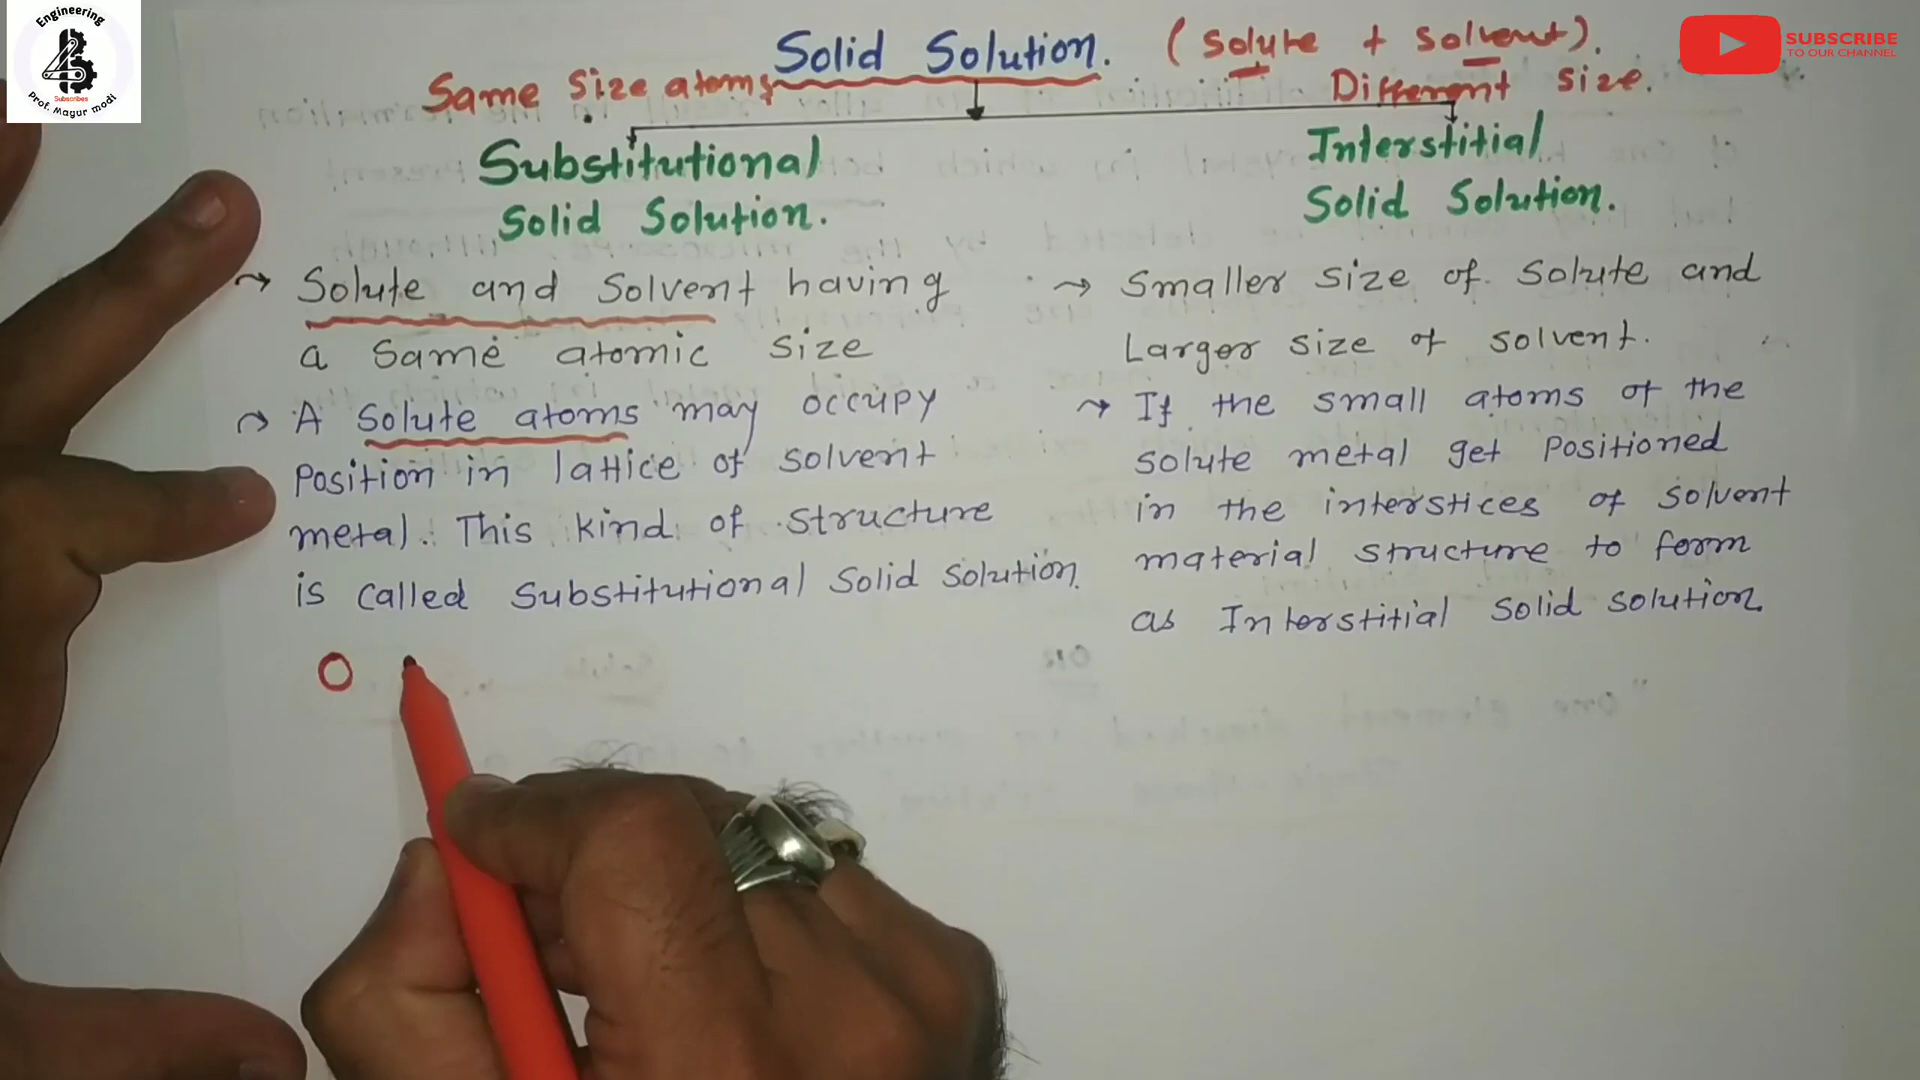 Engineering
Subscribes
Prof. Mayur modi
SUBSCRIBE
TO OUR CHANNEL
Solid Solution. (Solute + Solvent).
Same Size atoms
Different Size.
Substitutional
Solid Solution.
→ Solute and Solvent having
a Same atomic size
→ A Solute atoms may occupy
Position in lattice of solvent
metal. This kind of structure
is called Substitutional Solid Solution.
Interstitial
Solid Solution.
→ Smaller size of Solute and
Larger size of solvent.
→ If the small atoms of the
solute metal get Positioned
in the interstices of solvent
material structure to form
as Interstitial Solid Solution.